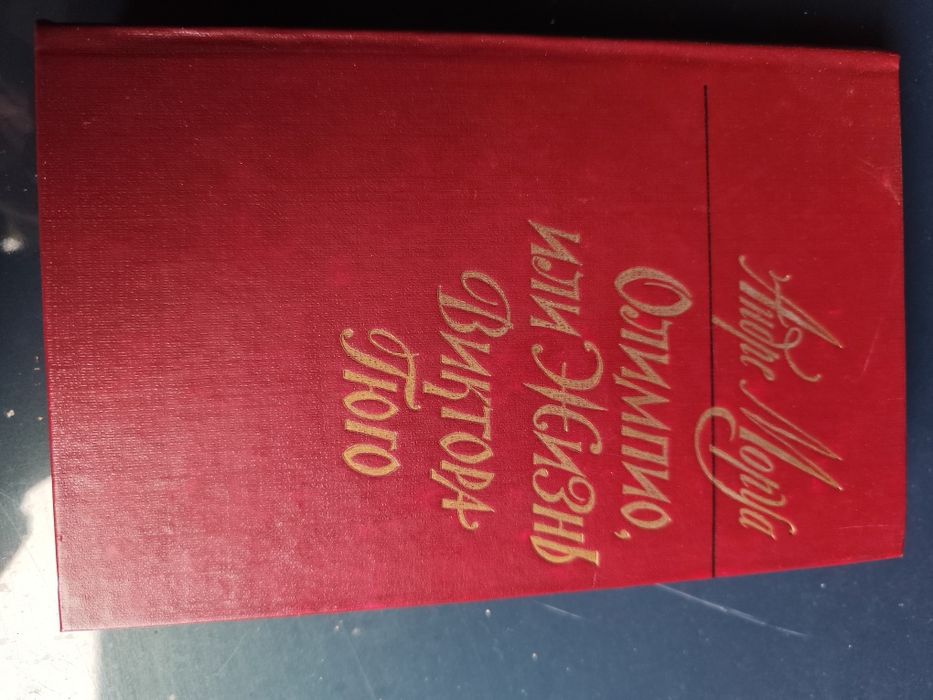 Андре Моруа
Олимпио,
или Жизнь
Виктора
Гюго